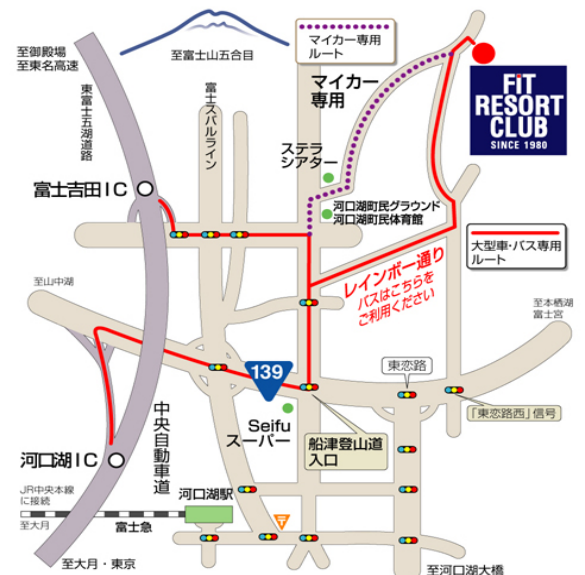 至御殿場
至東名高速
至富士山五合目
マイカー専用
ルート
マイカー
専用
FiT
RESORT
CLUB
SINCE 1980
東富士五湖道路
富士スバルライン
ステラ
シアター
富士吉田IC
河口湖町民グラウンド
河口湖町民体育館
大型車・バス専用
ルート
レインボー通り
バスはこちらを
ご利用ください
至山中湖
至本栖湖
富士宮
139
東恋路
Seifu
スーパー
船津登山道
入口
「東恋路西」信号
中央自動車道
河口湖IC
JR中央本線
に接続
至大月
富士急
河口湖駅
〒
至大月・東京
至河口湖大橋